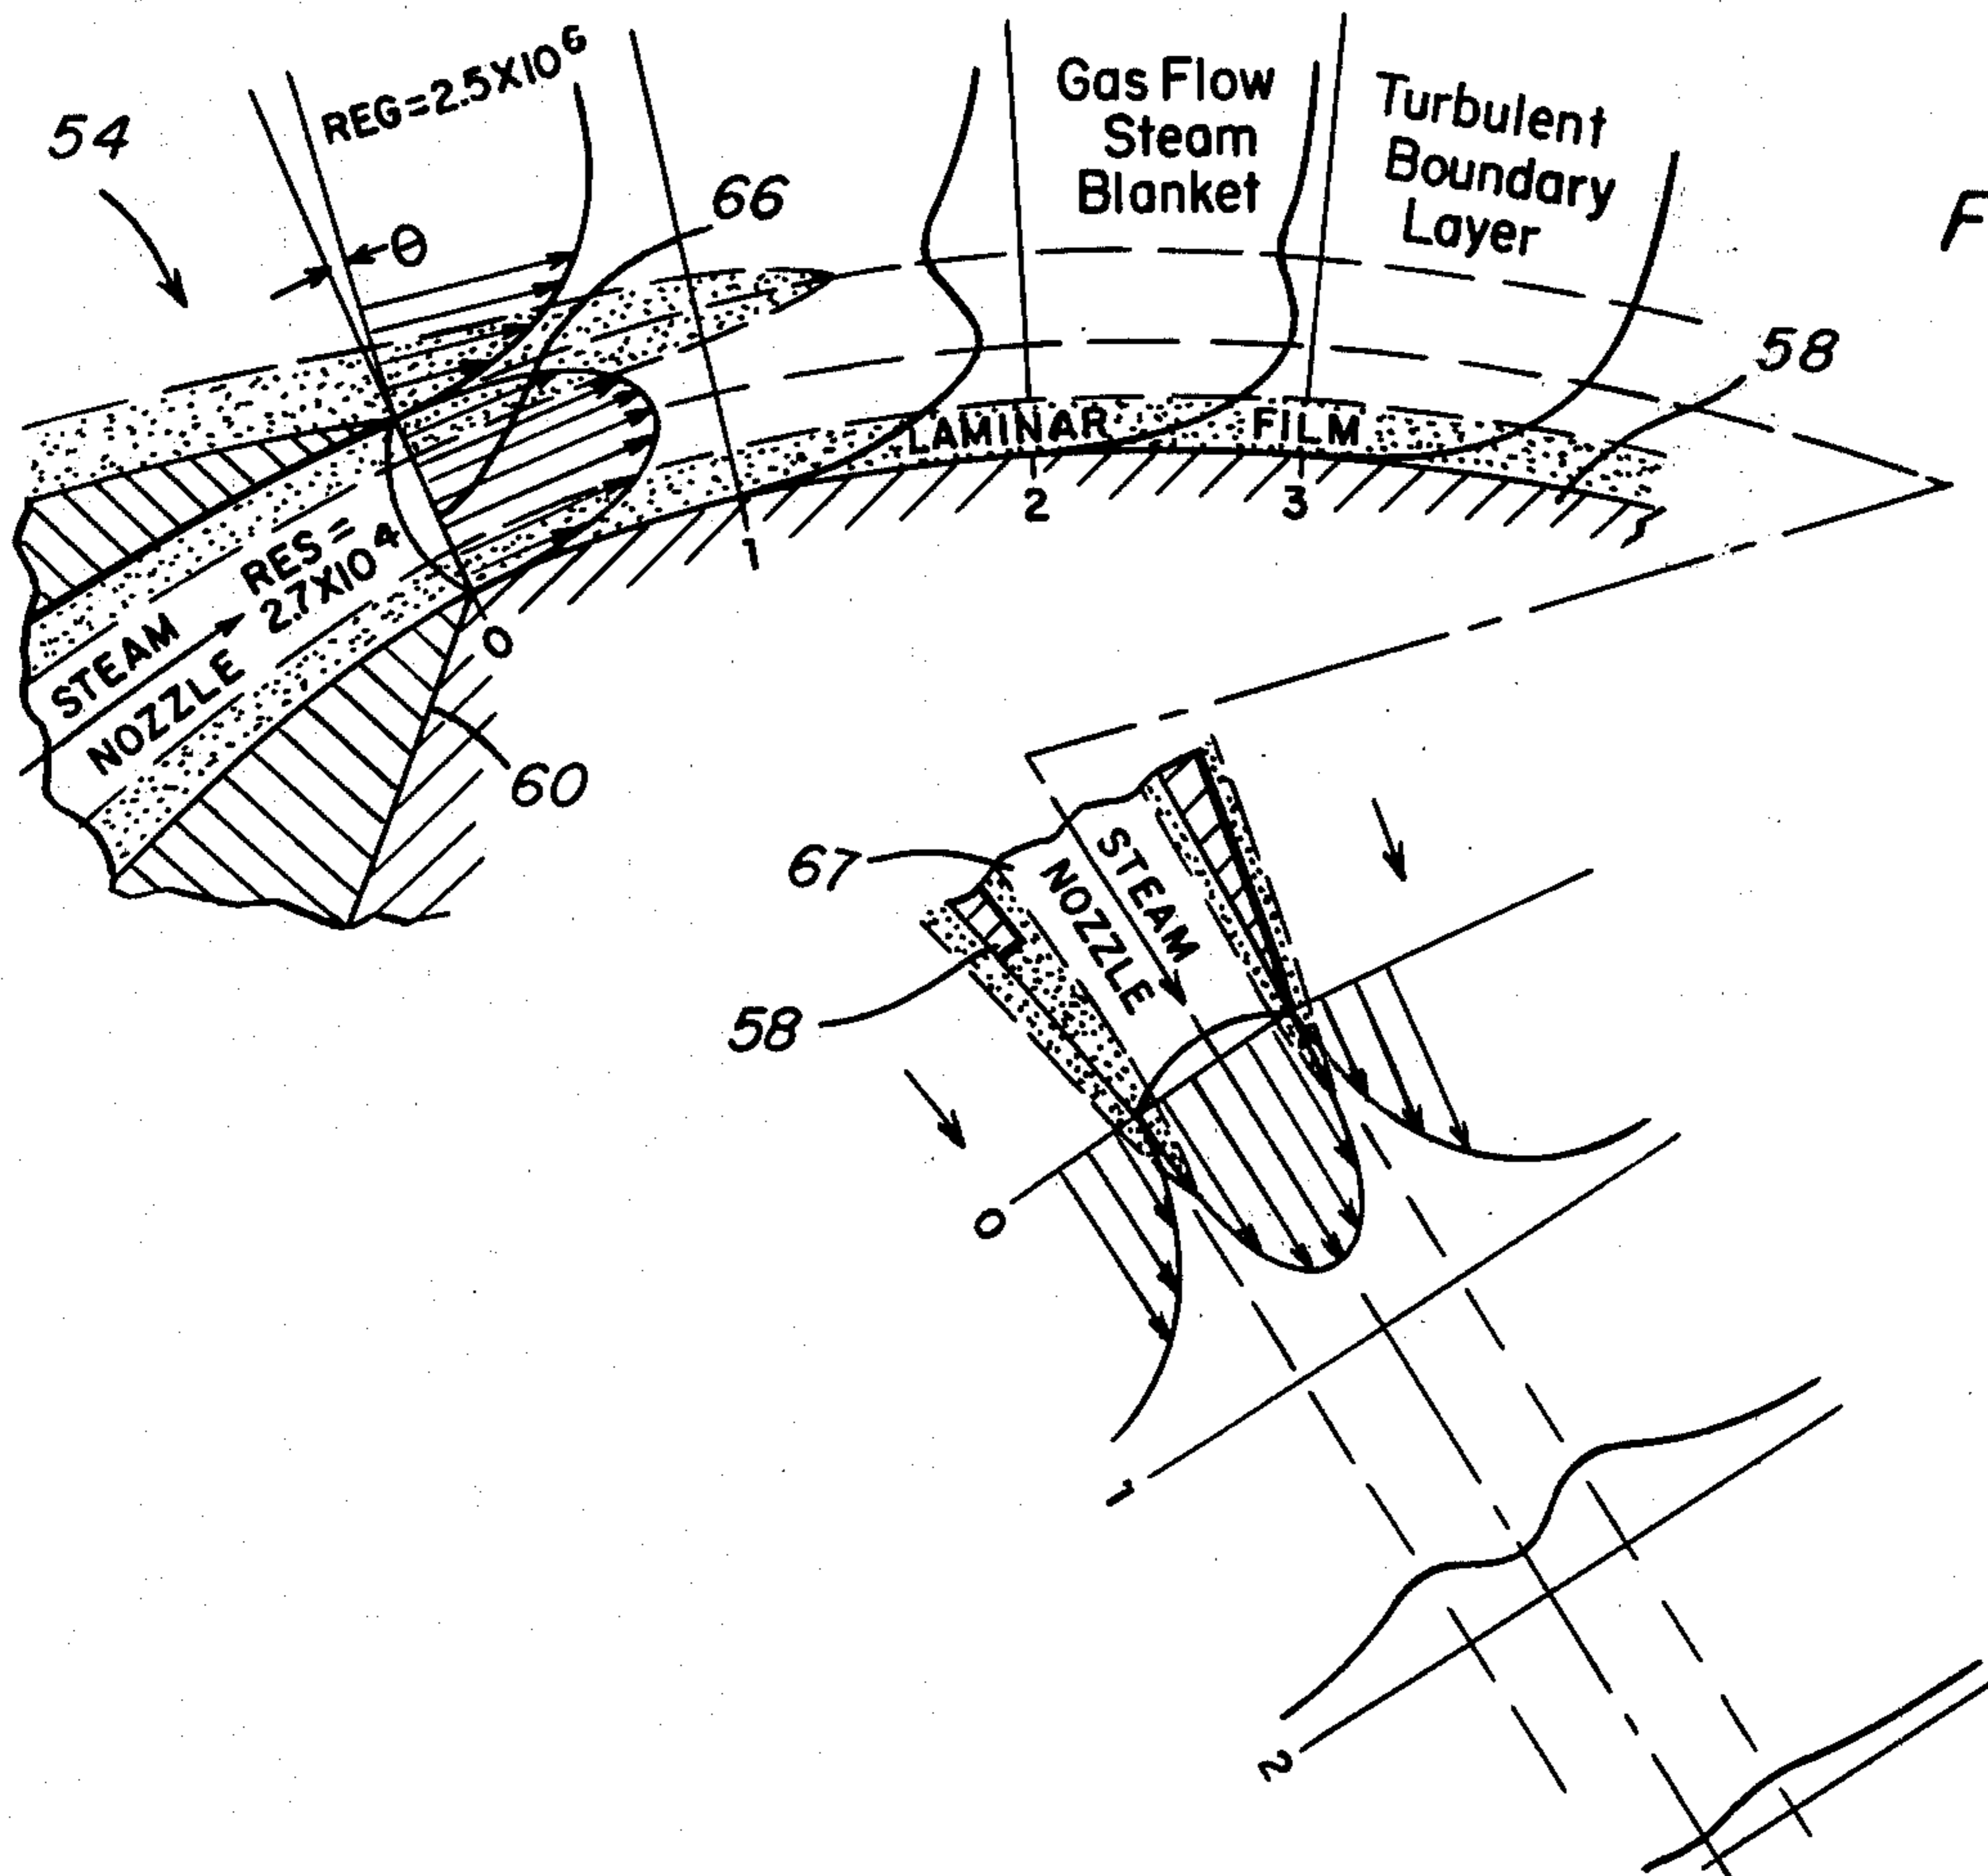 54
REG=2.5X10⁶
Gas Flow
Steam
Blanket
Turbulent
Boundary
Layer
F
66
θ
58
LAMINAR FILM
1
2
3
RES=
2.7X10⁴
STEAM
NOZZLE
0
60
67
STEAM
NOZZLE
58
0
1
2